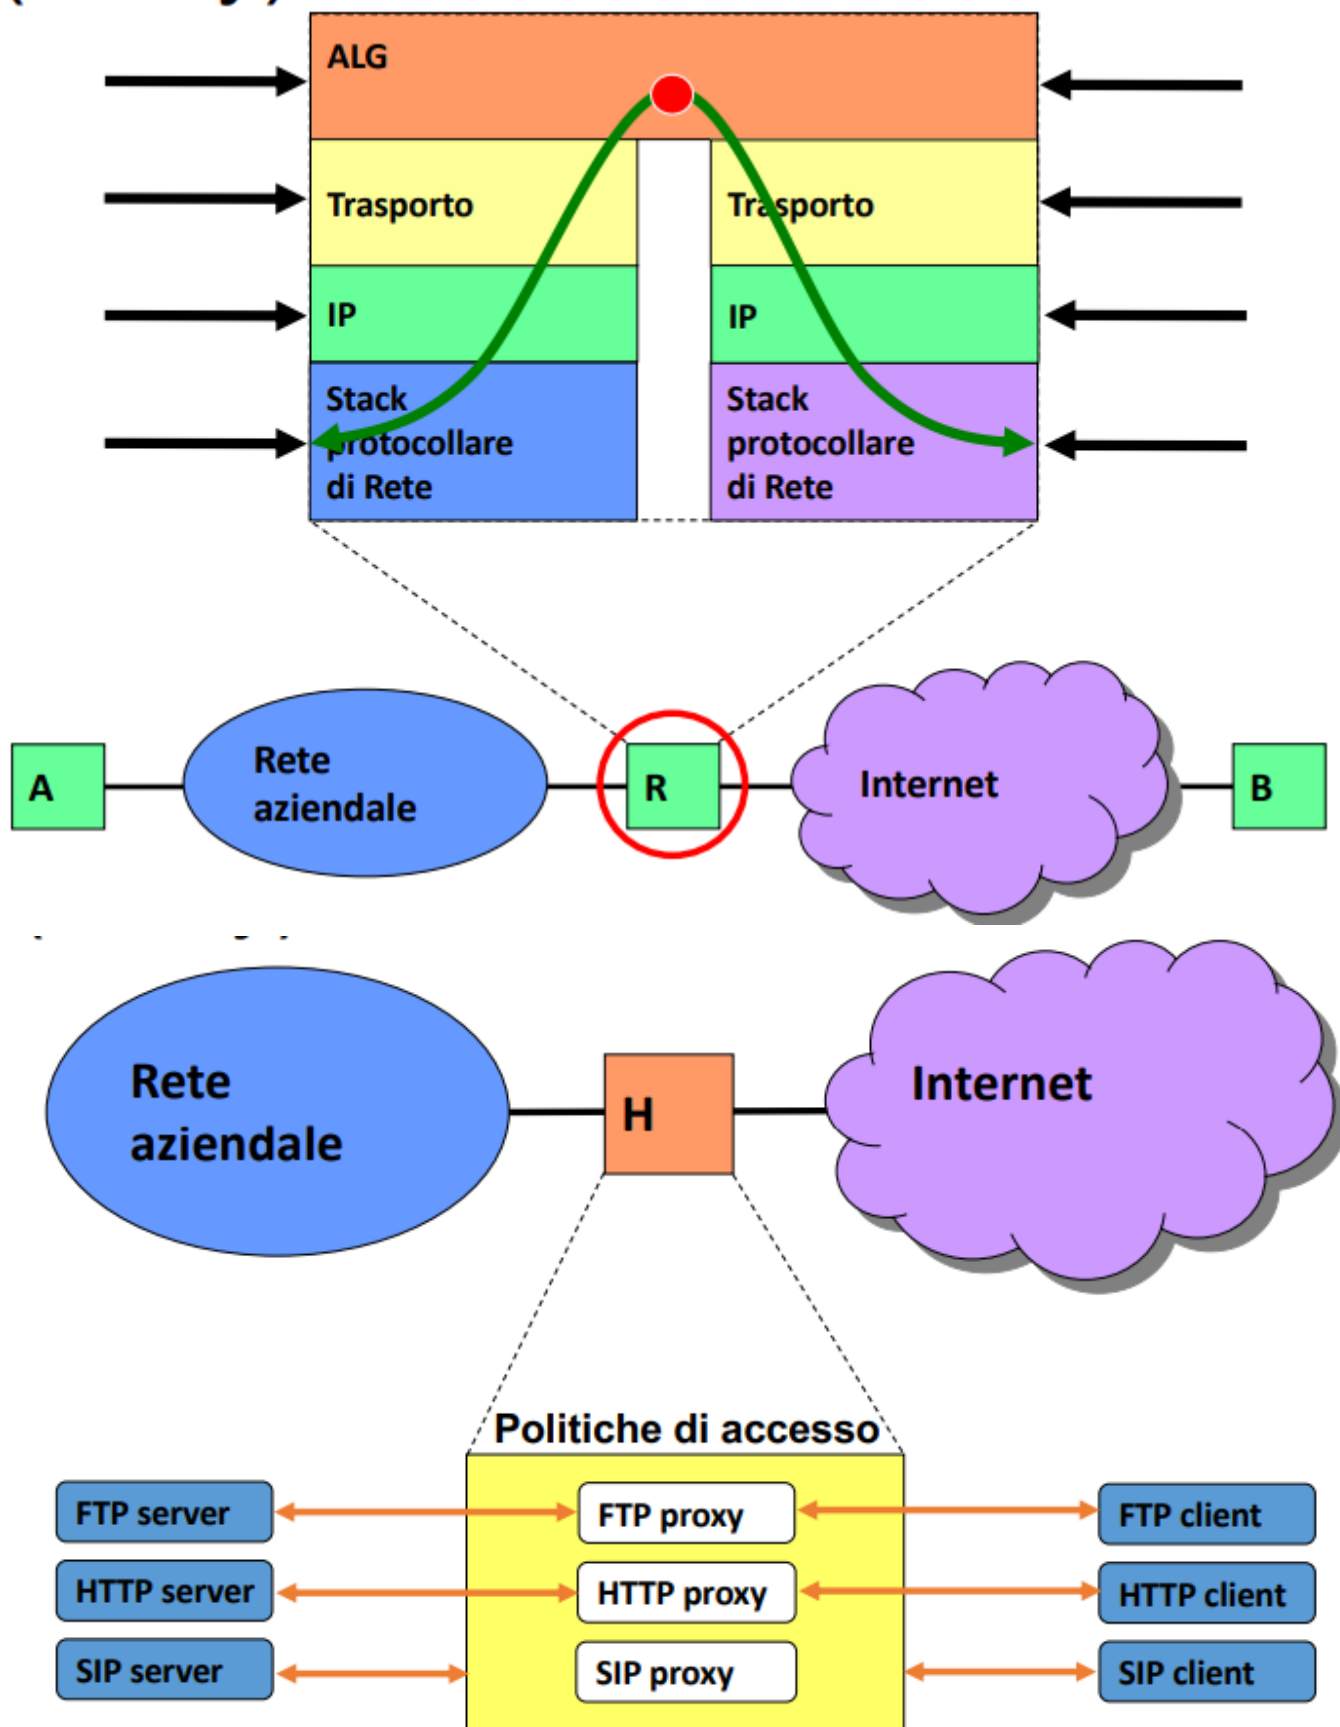 ALG
Trasporto
Trasporto
IP
IP
Stack
protocollare
di Rete
Stack
protocollare
di Rete
A
Rete
aziendale
R
Internet
B
Rete
aziendale
H
Internet
Politiche di accesso
FTP server
FTP proxy
FTP client
HTTP server
HTTP proxy
HTTP client
SIP server
SIP proxy
SIP client